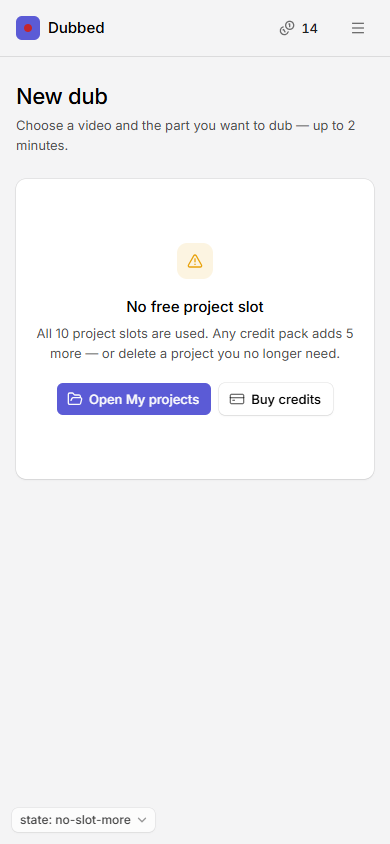 Dubbed
14
New dub
Choose a video and the part you want to dub — up to 2
minutes.
No free project slot
All 10 project slots are used. Any credit pack adds 5
more — or delete a project you no longer need.
Open My projects
Buy credits
state: no-slot-more